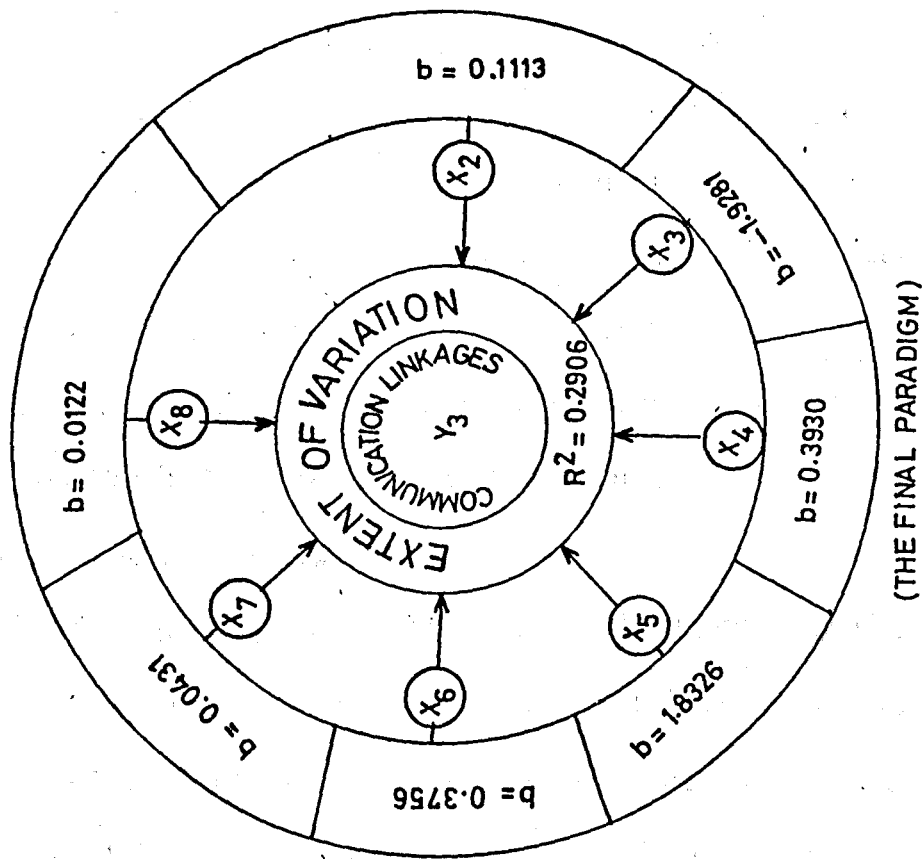 b = 0.1113
b = -1.9281
b = 0.3930
b = 1.8326
b = 0.3756
b = 0.0431
b = 0.0122
X2
X3
X4
X5
X6
X7
X8
EXTENT OF VARIATION
R² = 0.2906
COMMUNICATION LINKAGES
Y3
(THE FINAL PARADIGM)